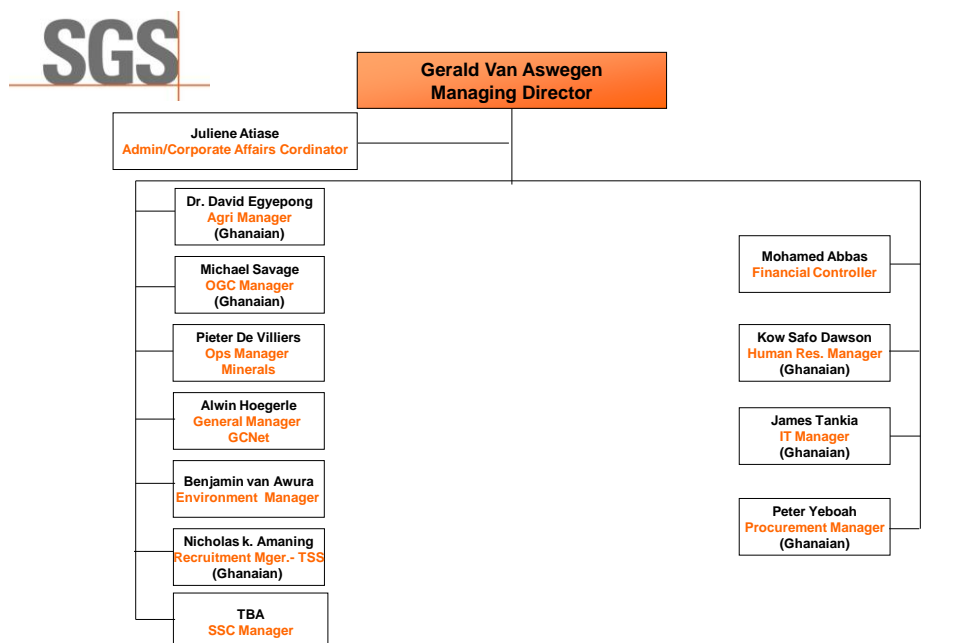 SGS
Gerald Van Aswegen
Managing Director
Juliene Atiase
Admin/Corporate Affairs Cordinator
Dr. David Egyepong
Agri Manager
(Ghanaian)
Michael Savage
OGC Manager
(Ghanaian)
Pieter De Villiers
Ops Manager
Minerals
Alwin Hoegerle
General Manager
GCNet
Benjamin van Awura
Environment Manager
Nicholas k. Amaning
Recruitment Mger.- TSS
(Ghanaian)
TBA
SSC Manager
Mohamed Abbas
Financial Controller
Kow Safo Dawson
Human Res. Manager
(Ghanaian)
James Tankia
IT Manager
(Ghanaian)
Peter Yeboah
Procurement Manager
(Ghanaian)